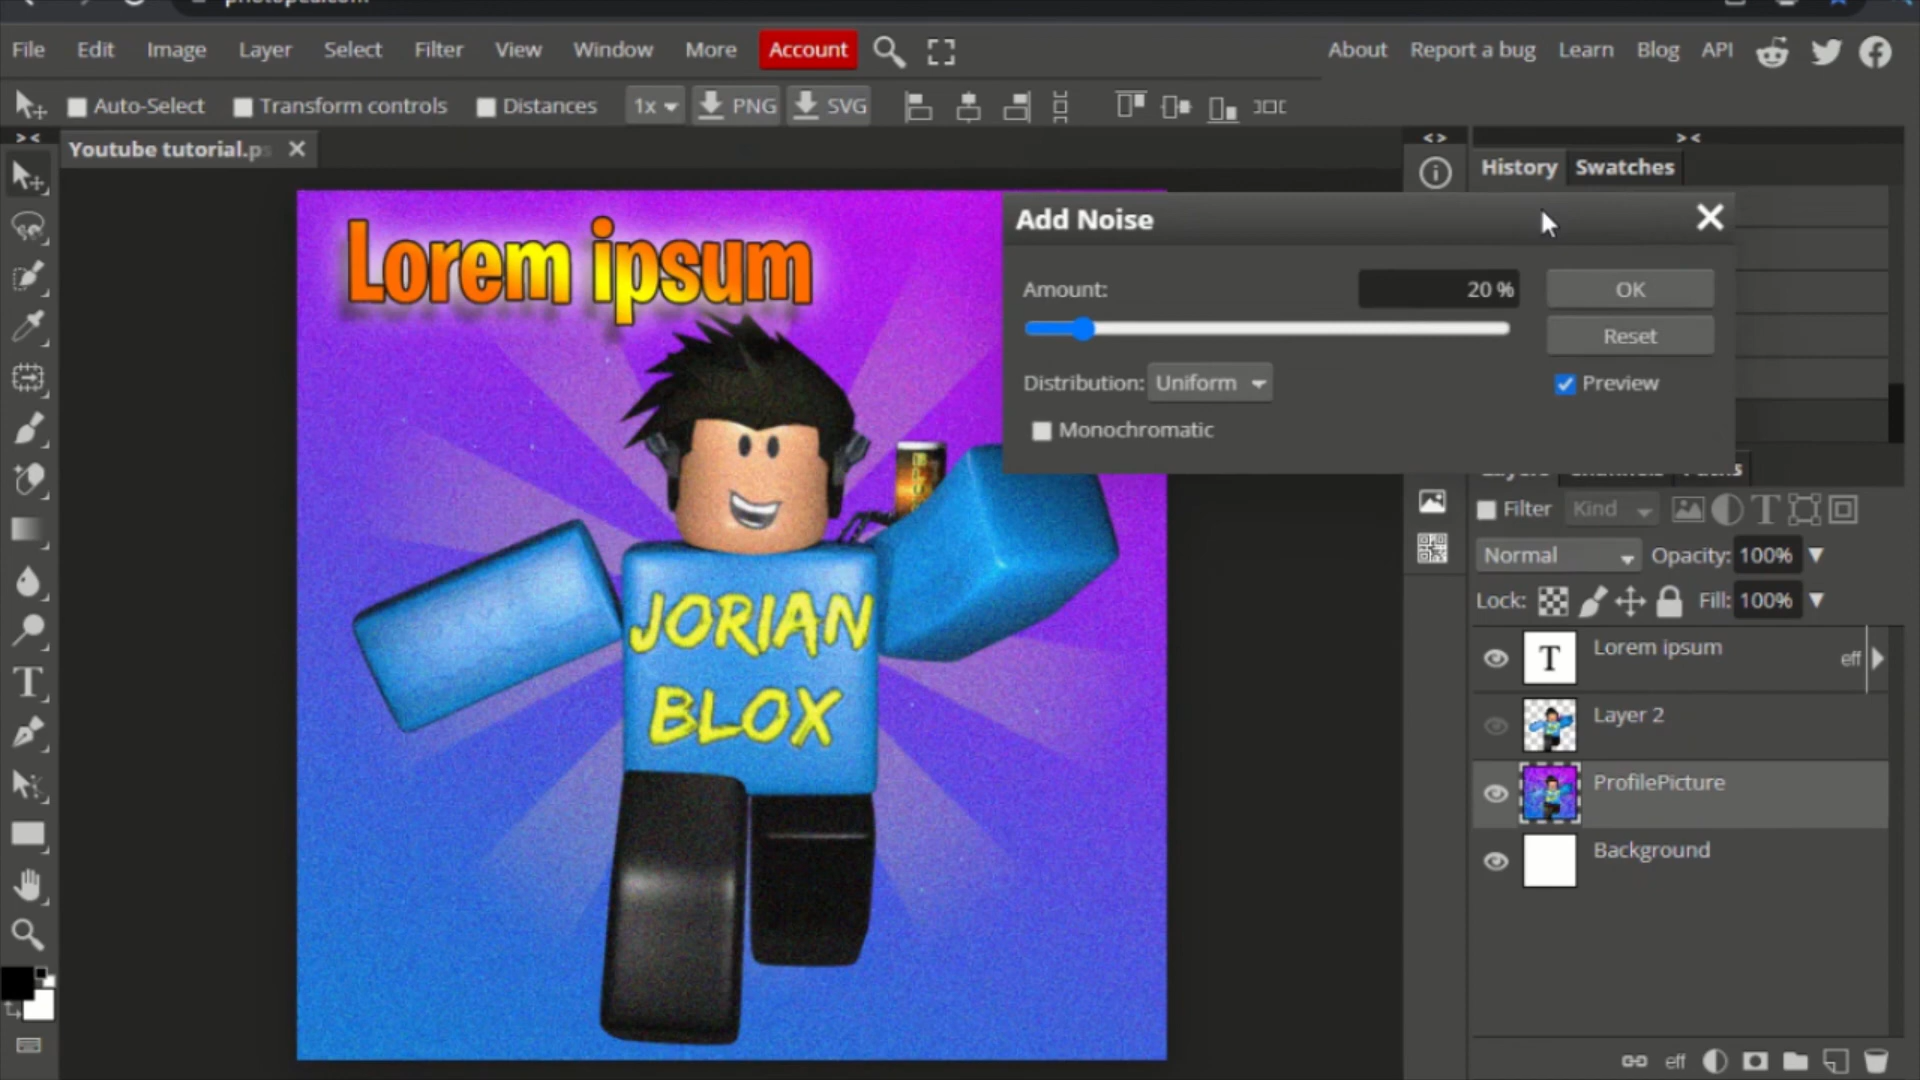 File Edit Image Layer Select Filter View Window More Account About Report a bug Learn Blog API
Auto-Select Transform controls Distances 1x PNG SVG
Youtube tutorial.ps
History Swatches
Add Noise
Amount: 20 % OK
Reset
Distribution: Uniform Preview
Monochromatic
Lorem ipsum
JORIAN
BLOX
Filter Kind
Normal Opacity: 100%
Lock: Fill: 100%
T Lorem ipsum eff
Layer 2
ProfilePicture
Background
eff